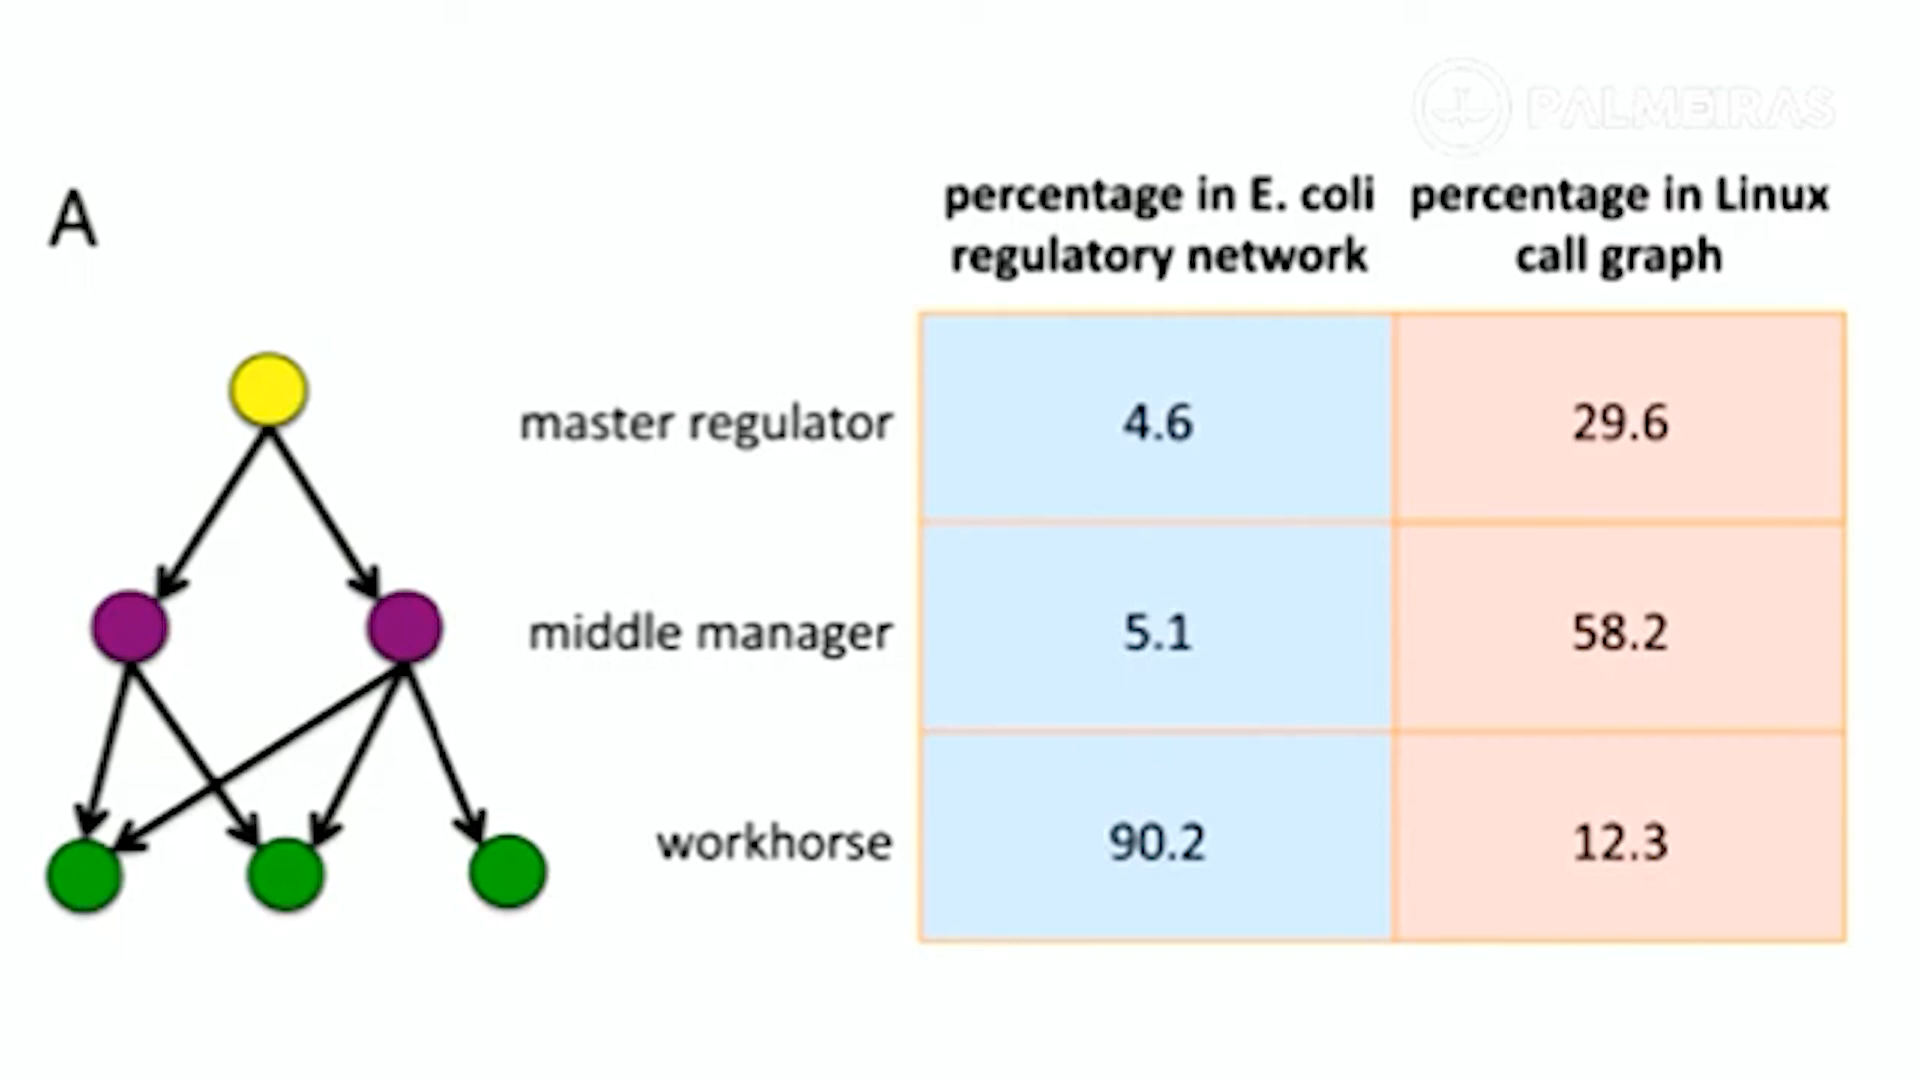 PALMEIRAS
A
percentage in E. coli
regulatory network
percentage in Linux
call graph
master regulator
4.6
29.6
middle manager
5.1
58.2
workhorse
90.2
12.3